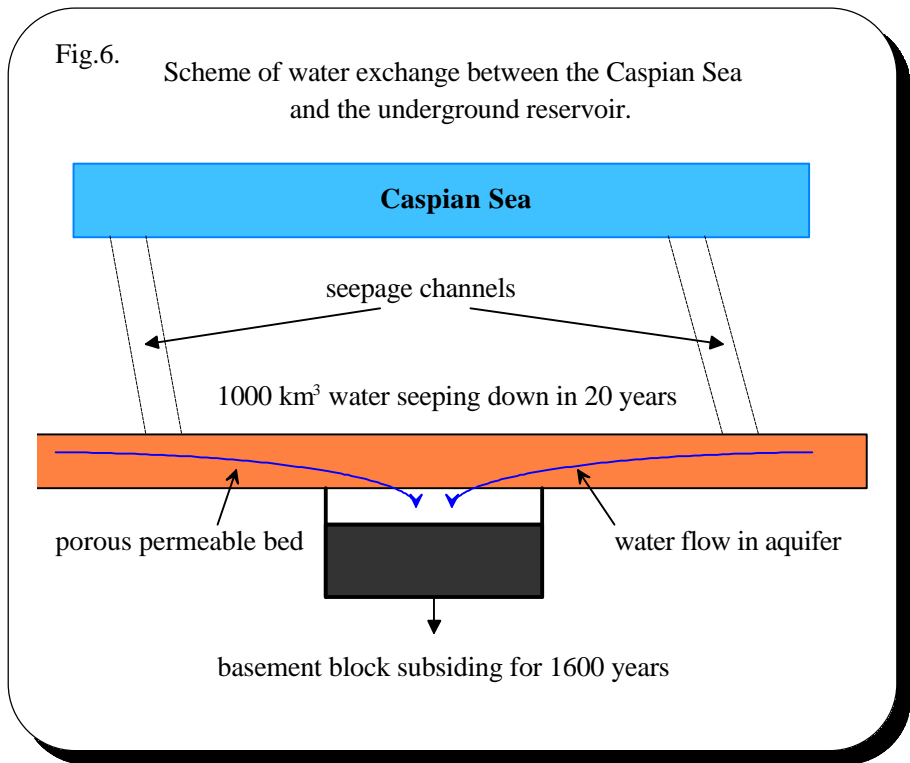 Fig.6.
Scheme of water exchange between the Caspian Sea
and the underground reservoir.
Caspian Sea
seepage channels
1000 km³ water seeping down in 20 years
porous permeable bed
water flow in aquifer
basement block subsiding for 1600 years